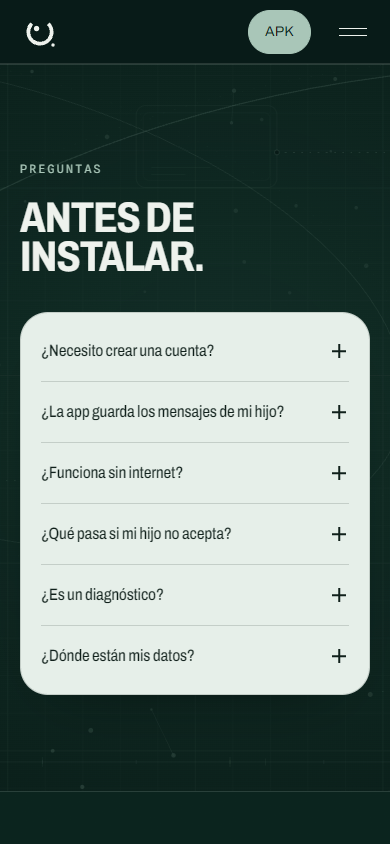 APK
PREGUNTAS
ANTES DE
INSTALAR.
¿Necesito crear una cuenta?
¿La app guarda los mensajes de mi hijo?
¿Funciona sin internet?
¿Qué pasa si mi hijo no acepta?
¿Es un diagnóstico?
¿Dónde están mis datos?